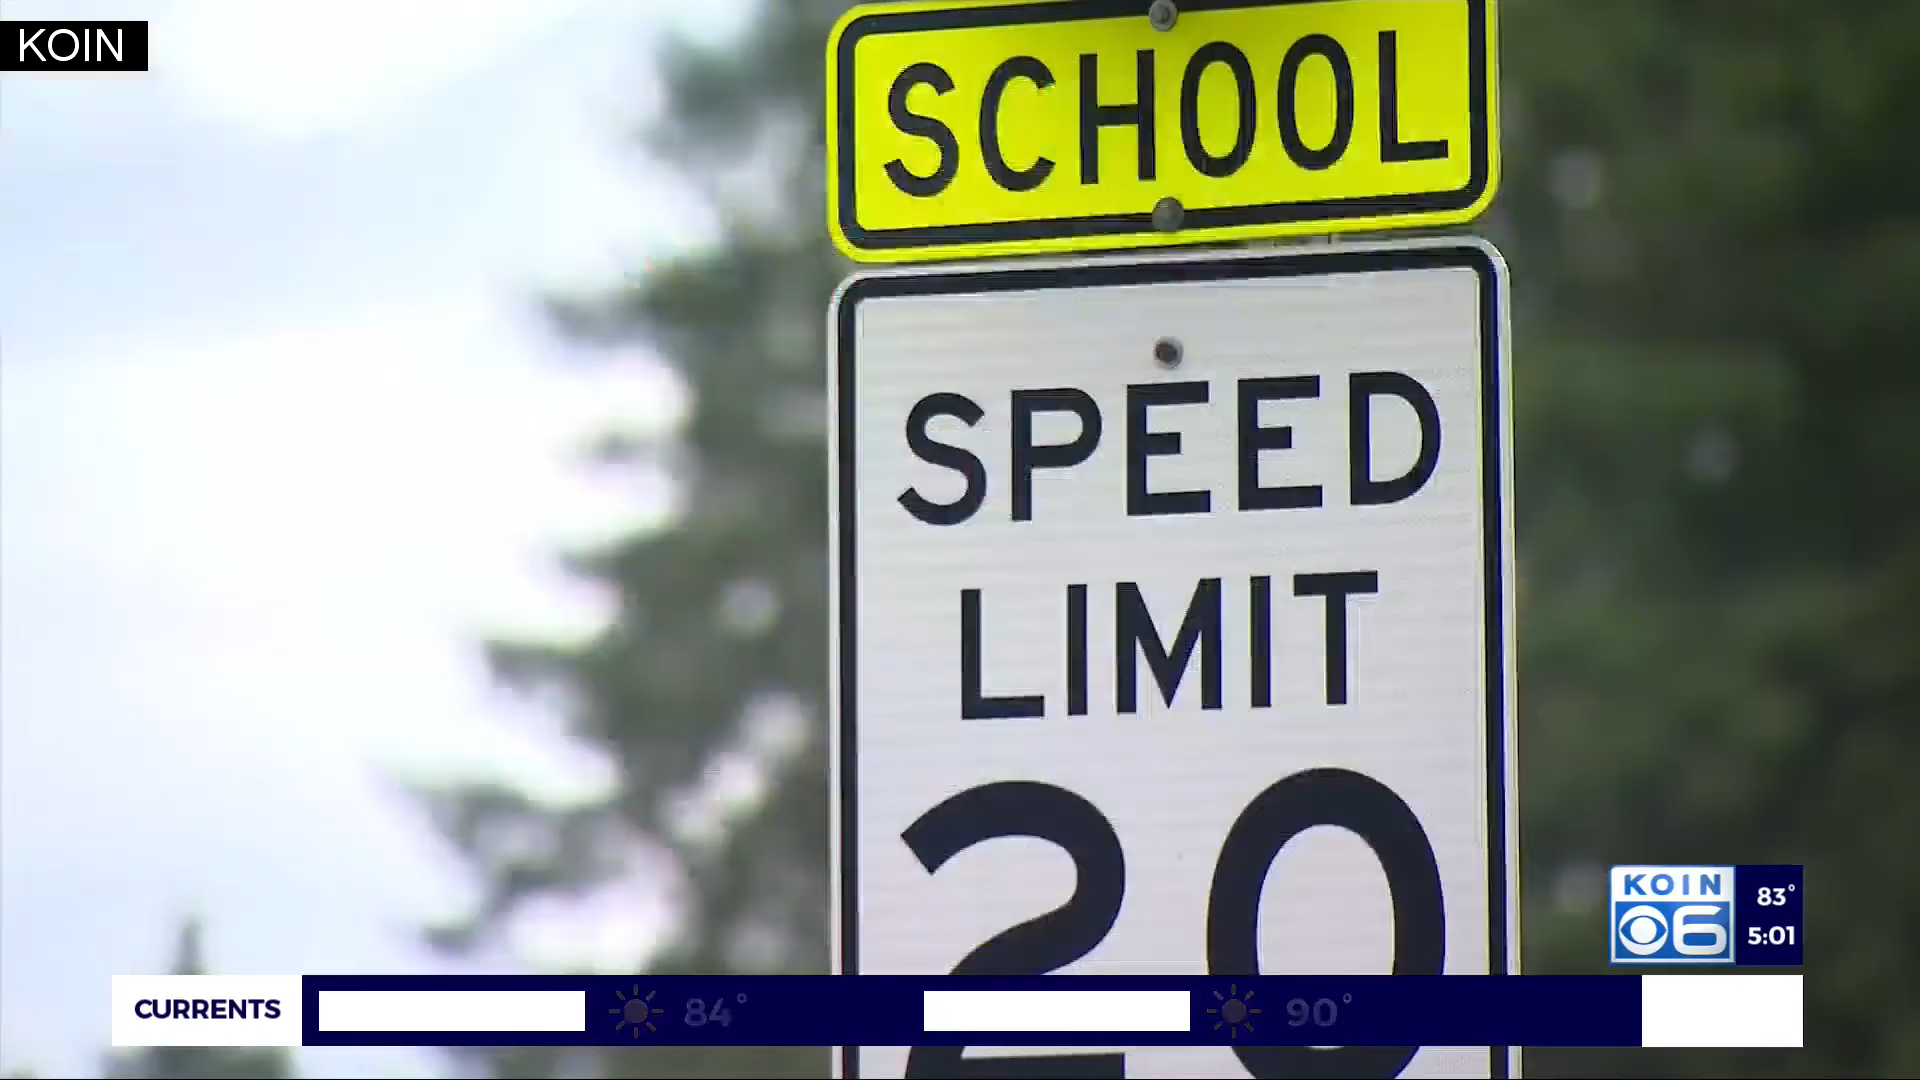 KOIN
SCHOOL
SPEED
LIMIT
20
KOIN
6
83°
5:01
CURRENTS
84°
90°